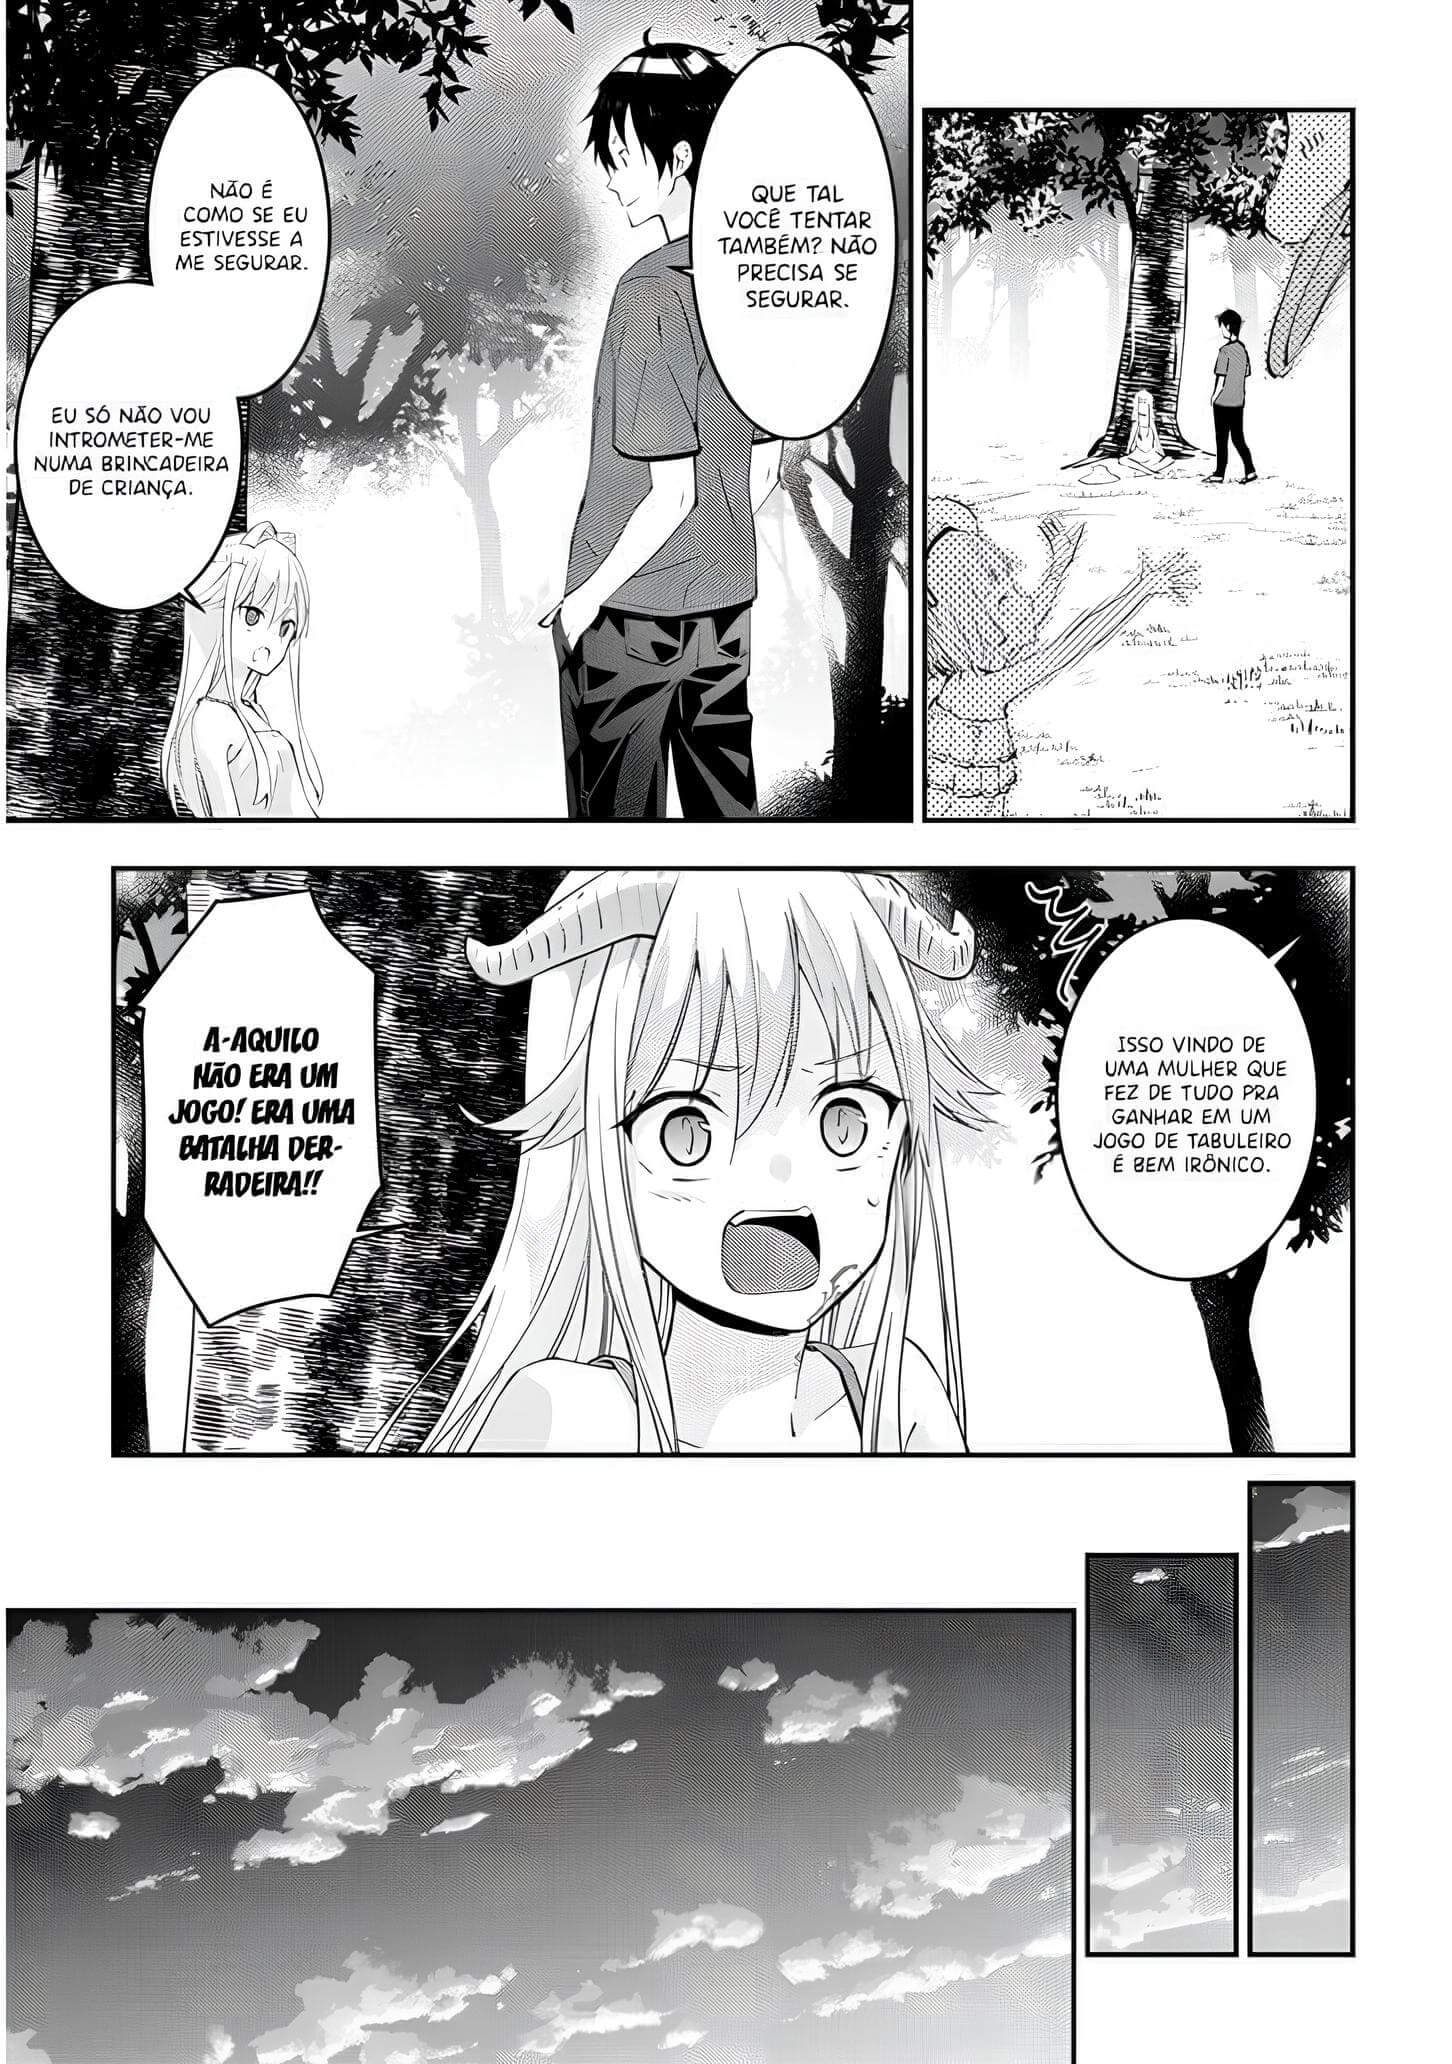 QUE TAL
VOCÊ TENTAR
TAMBÉM? NÃO
PRECISA SE
SEGURAR.
NÃO É
COMO SE EU
ESTIVESSE A
ME SEGURAR.
EU SÓ NÃO VOU
INTROMETER-ME
NUMA BRINCADEIRA
DE CRIANÇA.
ISSO VINDO DE
UMA MULHER QUE
FEZ DE TUDO PRA
GANHAR EM UM
JOGO DE TABULEIRO
É BEM IRÔNICO.
A-AQUILO
NÃO ERA UM
JOGO! ERA UMA
BATALHA DER-
RADEIRA!!